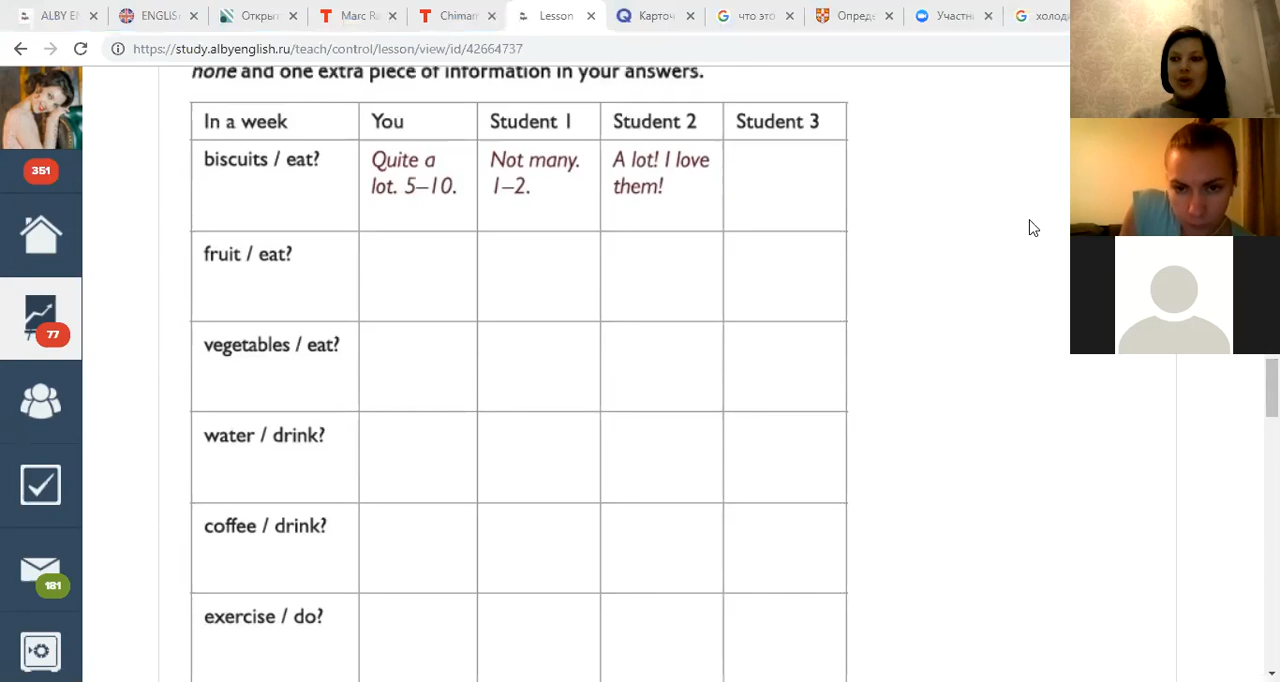 ALBY E
ENGLIS
Откры
Marc R
Chimam
Lesson
Карточ
что это
Опред
Участн
холод
https://study.albyenglish.ru/teach/control/lesson/view/id/42664737
none and one extra piece of information in your answers.
In a week You Student 1 Student 2 Student 3
biscuits / eat? Quite a Not many. A lot! I love
lot. 5–10. 1–2. them!
fruit / eat?
vegetables / eat?
water / drink?
coffee / drink?
exercise / do?
351
77
181